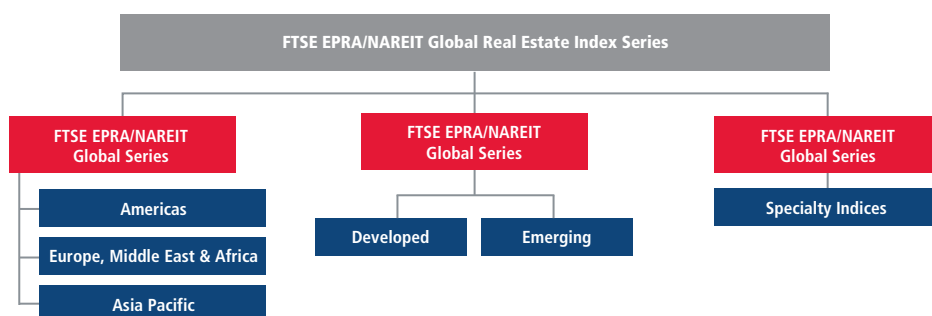 FTSE EPRA/NAREIT Global Real Estate Index Series
FTSE EPRA/NAREIT
Global Series
Americas
Europe, Middle East & Africa
Asia Pacific
FTSE EPRA/NAREIT
Global Series
Developed
Emerging
FTSE EPRA/NAREIT
Global Series
Specialty Indices